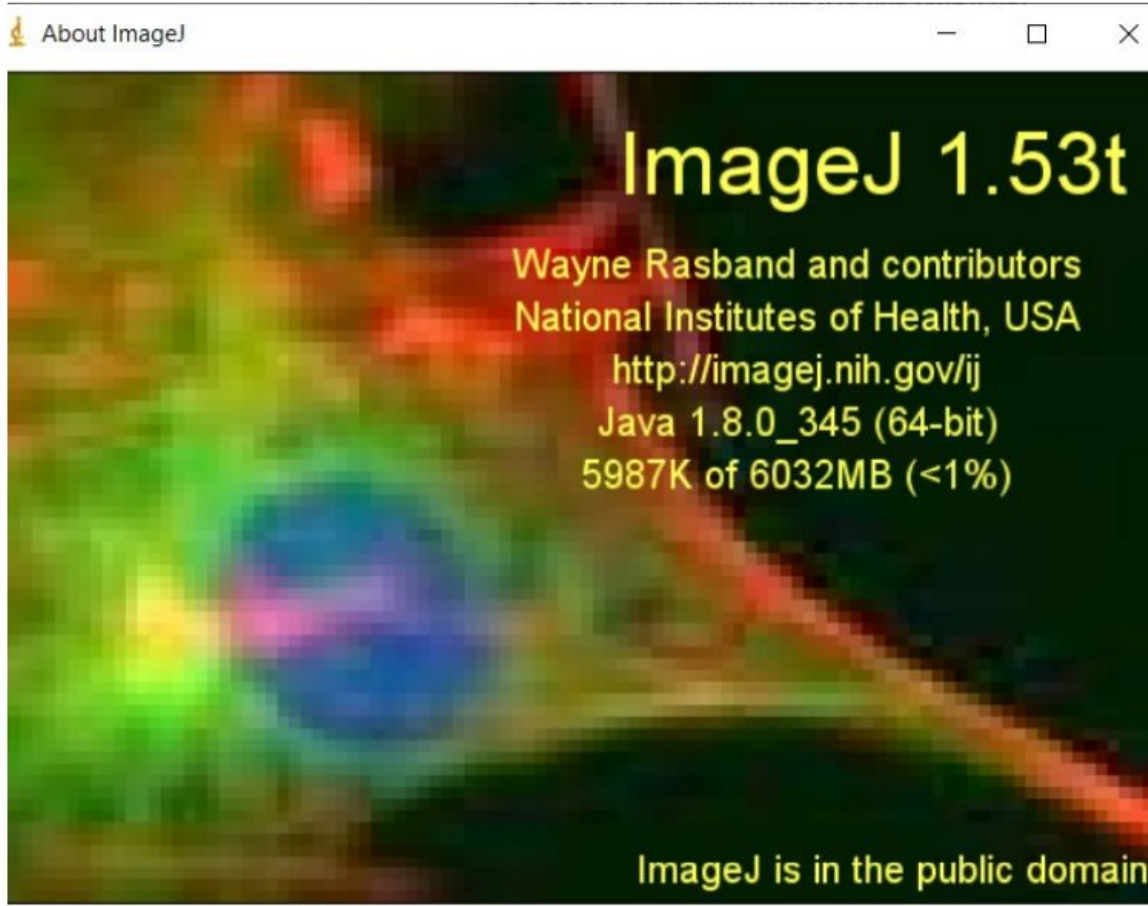 About ImageJ
ImageJ 1.53t
Wayne Rasband and contributors
National Institutes of Health, USA
http://imagej.nih.gov/ij
Java 1.8.0_345 (64-bit)
5987K of 6032MB (<1%)
ImageJ is in the public domain